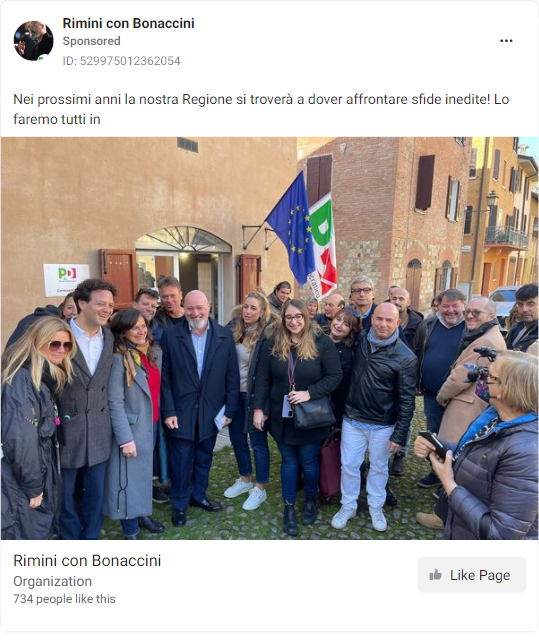 Rimini con Bonaccini
Sponsored
ID: 529975012362054
Nei prossimi anni la nostra Regione si troverà a dover affrontare sfide inedite! Lo
faremo tutti in
PD
Rimini con Bonaccini
Organization
734 people like this
Like Page